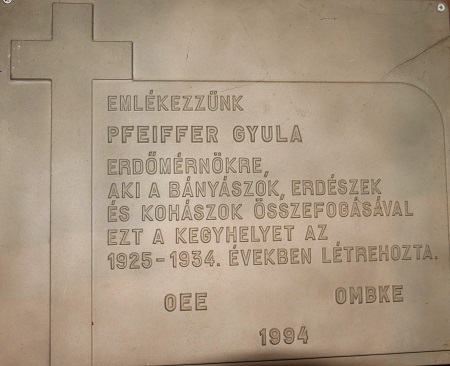 EMLÉKEZZÜNK
PFEIFFER GYULA
ERDŐMÉRNÖKRE,
AKI A BÁNYÁSZOK, ERDÉSZEK
ÉS KOHÁSZOK ÖSSZEFOGÁSÁVAL
EZT A KEGYHELYET AZ
1925-1934. ÉVEKBEN LÉTREHOZTA.
OEE OMBKE
1994